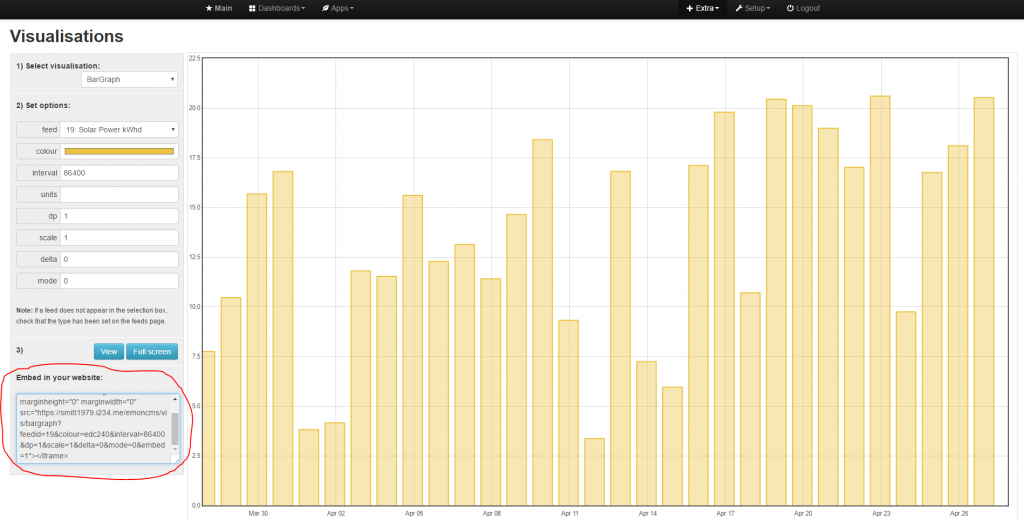 Main Dashboards Apps Extra Setup Logout
Visualisations
1) Select visualisation:
BarGraph
2) Set options:
feed 19: Solar Power kWhd
colour
interval 86400
units
dp 1
scale 1
delta 0
mode 0
Note: If a feed does not appear in the selection box,
check that the type has been set on the feeds page.
3) View Full screen
Embed in your website:
marginheight="0" marginwidth="0"
src="https://smitt1979.i234.me/emoncms/vi
s/bargraph?
feedid=19&colour=edc240&interval=86400
&dp=1&scale=1&delta=0&mode=0&embed
=1"></iframe>
22.5
20.0
17.5
15.0
12.5
10.0
7.5
5.0
2.5
0.0
Mar 30 Apr 02 Apr 05 Apr 08 Apr 11 Apr 14 Apr 17 Apr 20 Apr 23 Apr 26